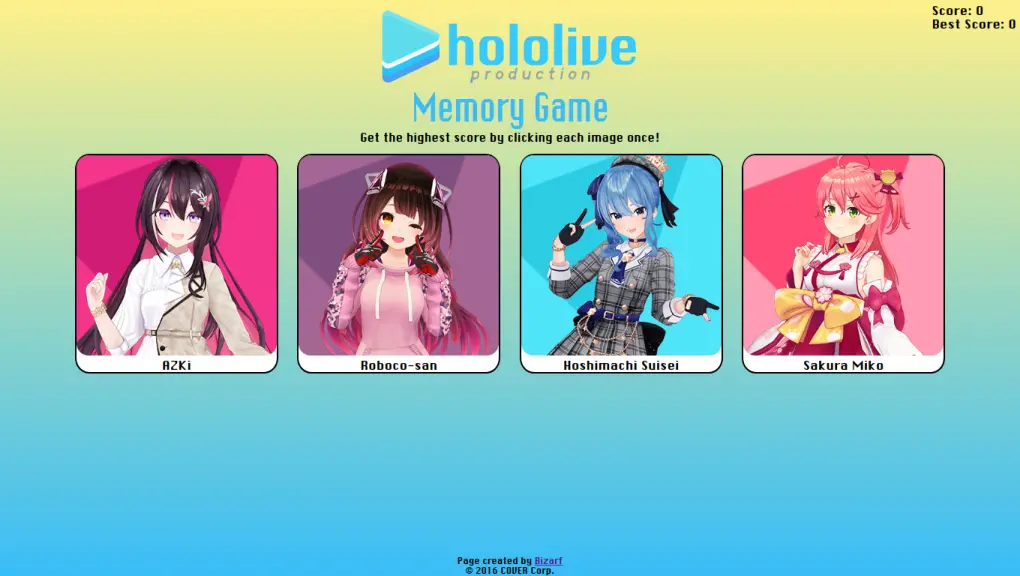 Score: 0
Best Score: 0
hololive
production
Memory Game
Get the highest score by clicking each image once!
AZKi
Roboco-san
Hoshimachi Suisei
Sakura Miko
Page created by Bizarf
© 2016 COVER Corp.